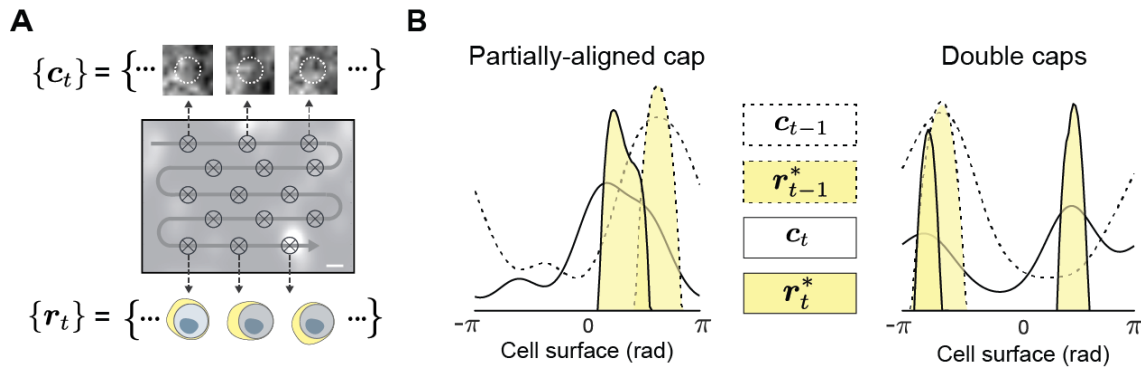 A
{c_t} = {··· ···}
{r_t} = {··· ···}
B
Partially-aligned cap
Double caps
c_{t-1}
r*_{t-1}
c_t
r*_t
-π 0 π
Cell surface (rad)
-π 0 π
Cell surface (rad)